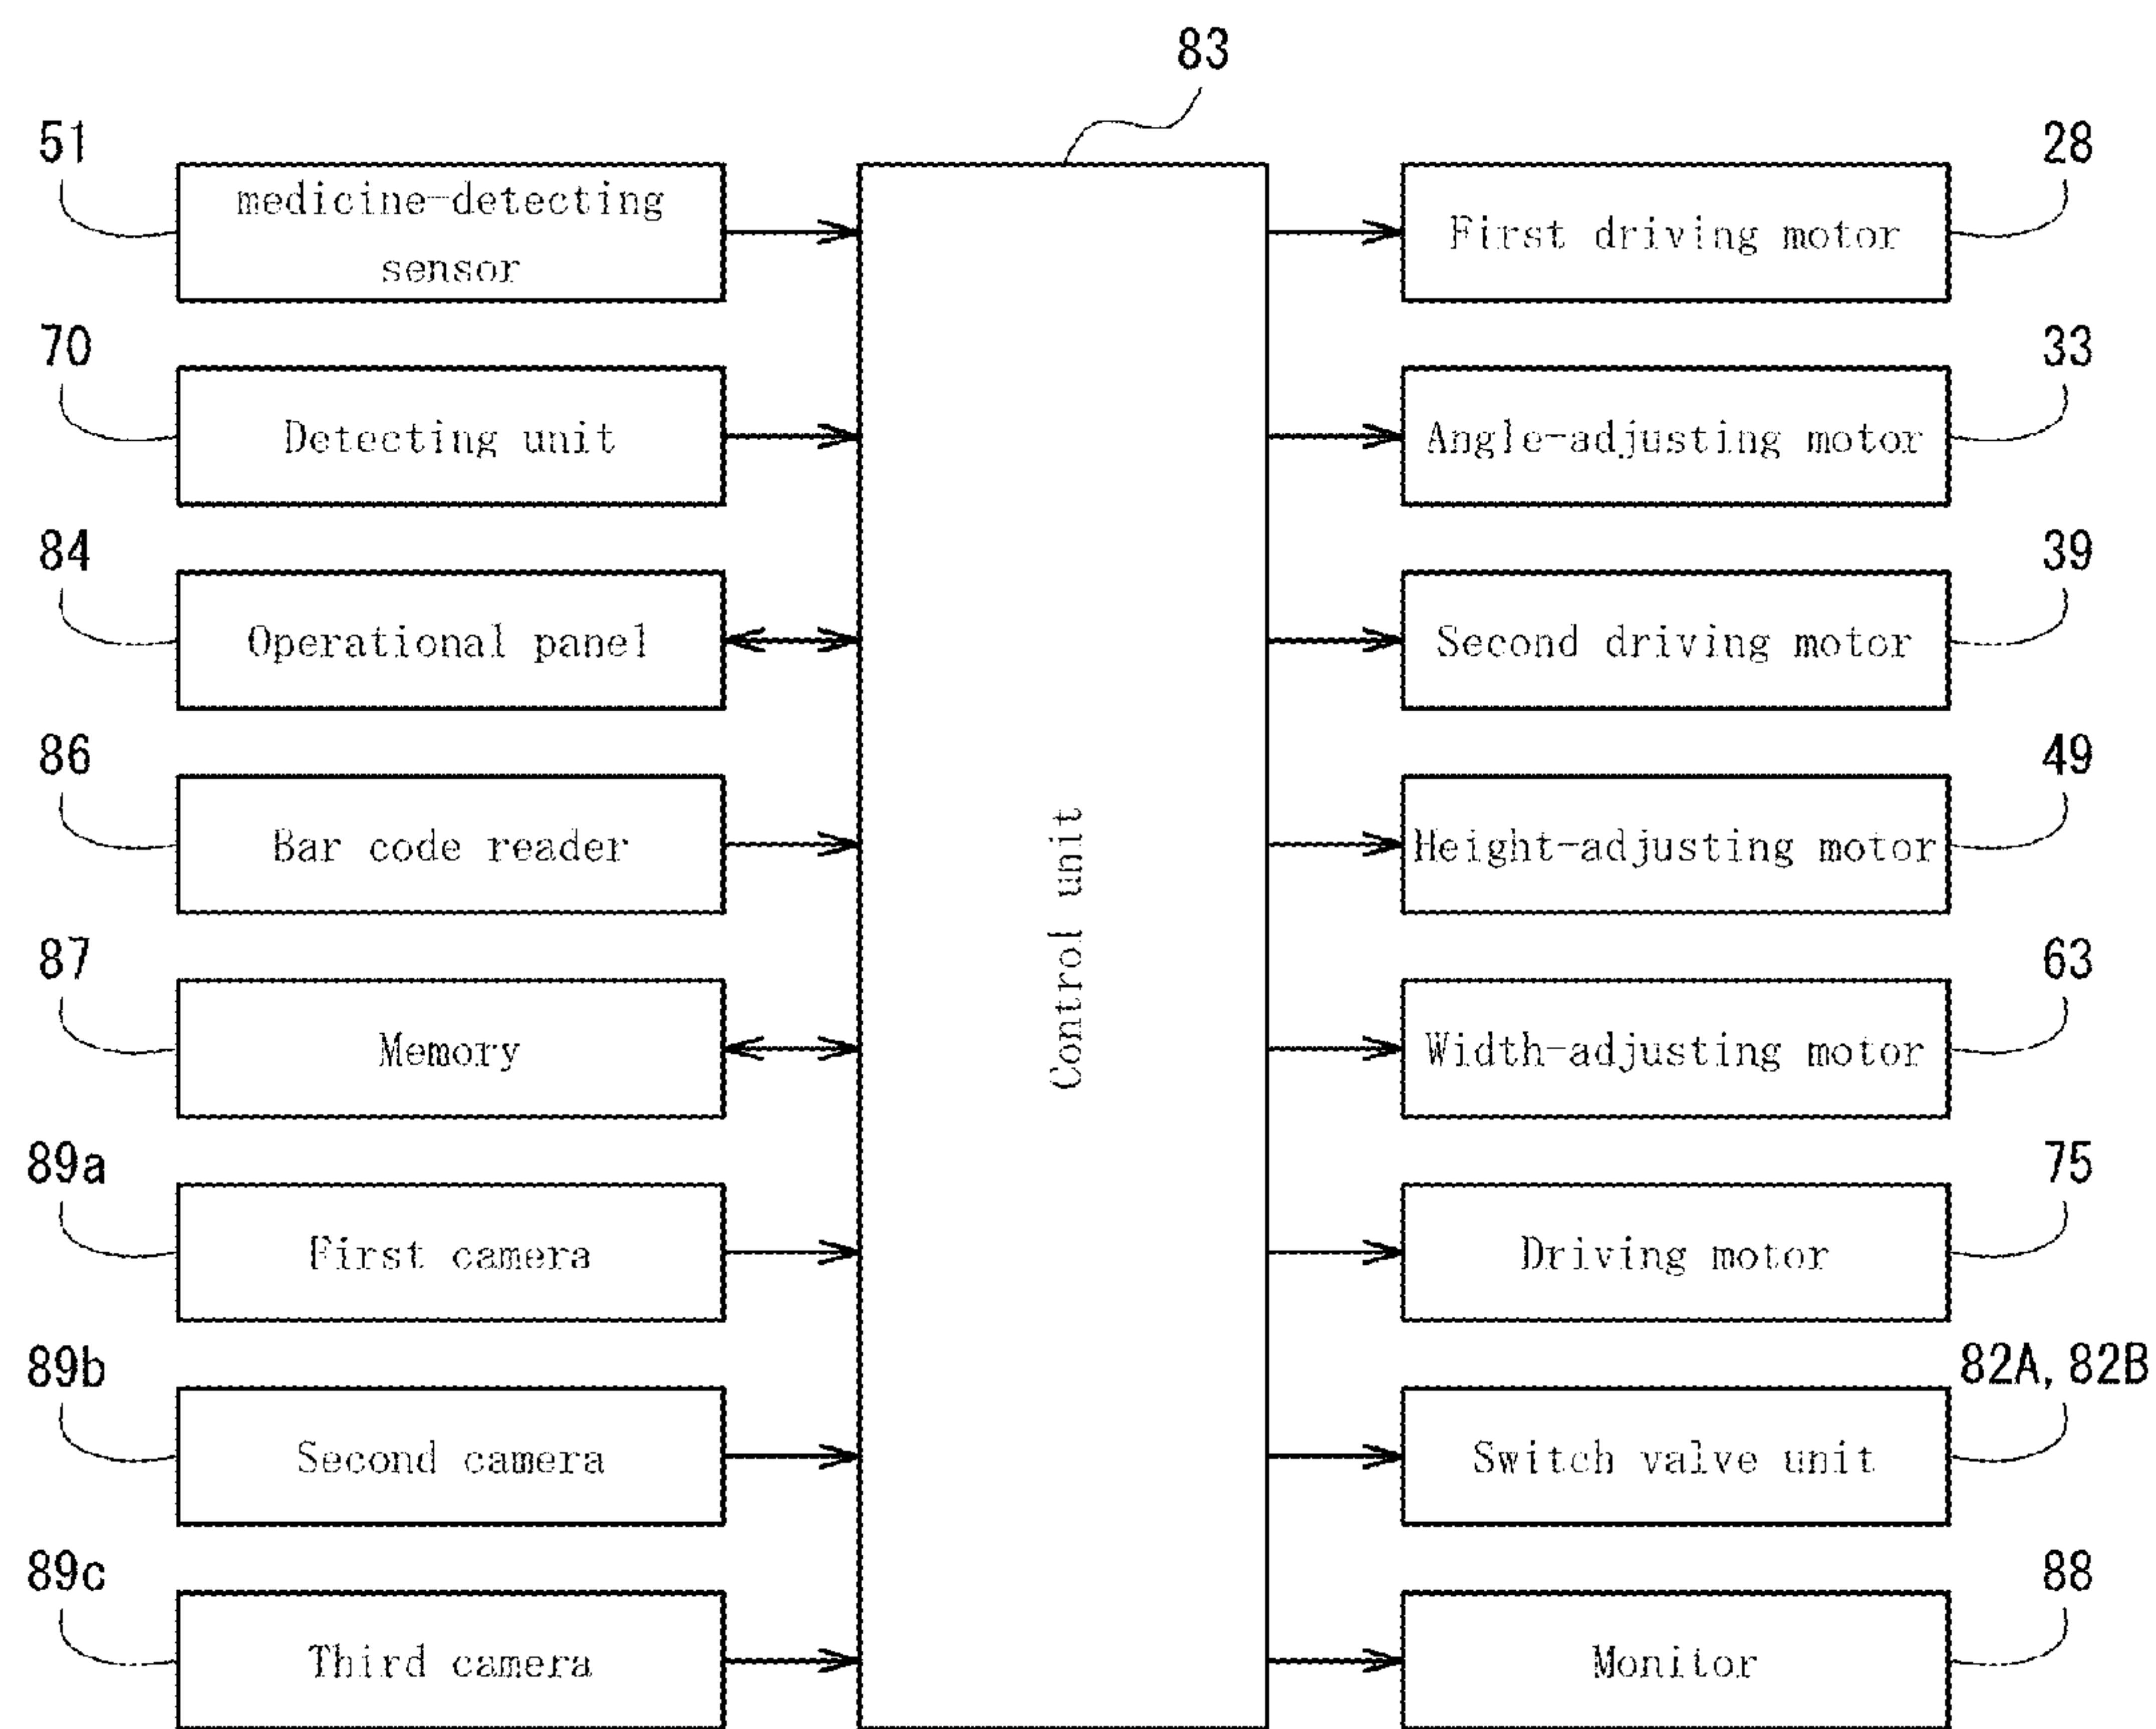 83
51
medicine-detecting
sensor
28
First driving motor
70
Detecting unit
33
Angle-adjusting motor
84
Operational panel
39
Second driving motor
86
Bar code reader
49
Height-adjusting motor
Control unit
87
Memory
63
Width-adjusting motor
89a
First camera
75
Driving motor
89b
Second camera
82A, 82B
Switch valve unit
89c
Third camera
88
Monitor